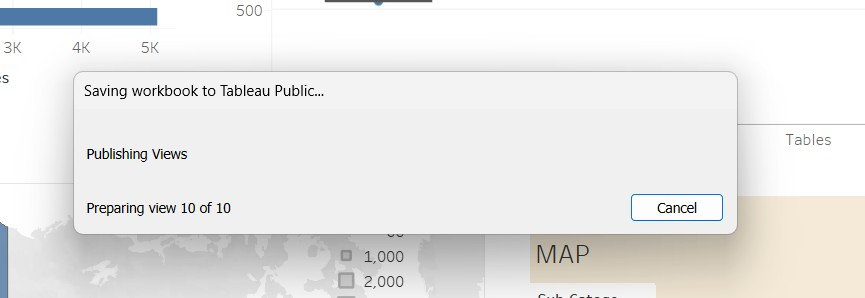 500
3K 4K 5K
es
Saving workbook to Tableau Public...
Publishing Views
Tables
Preparing view 10 of 10
Cancel
1,000
MAP
2,000